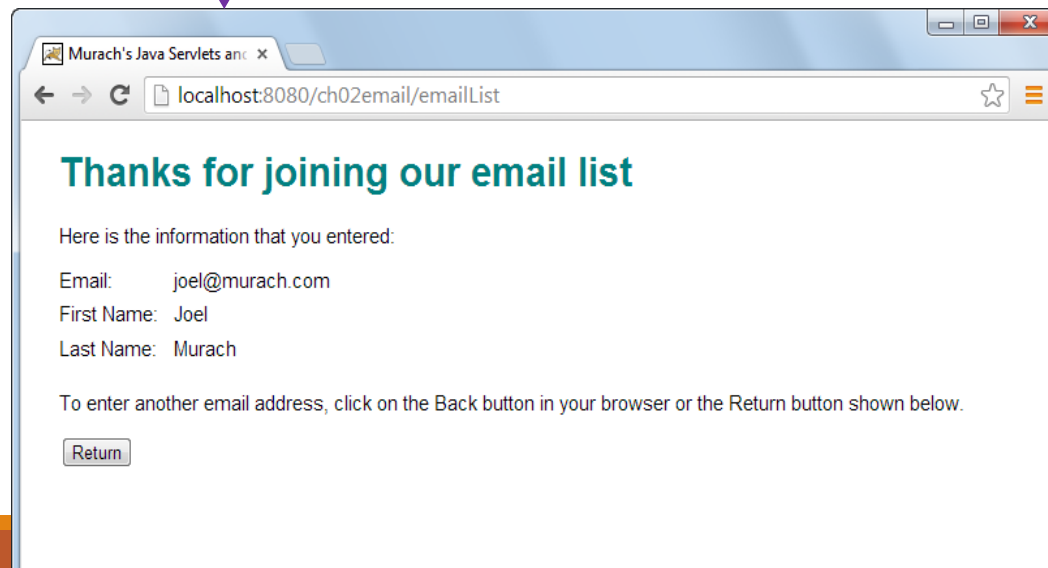 Murach's Java Servlets and
localhost:8080/ch02email/emailList
Thanks for joining our email list
Here is the information that you entered:
Email: joel@murach.com
First Name: Joel
Last Name: Murach
To enter another email address, click on the Back button in your browser or the Return button shown below.
Return